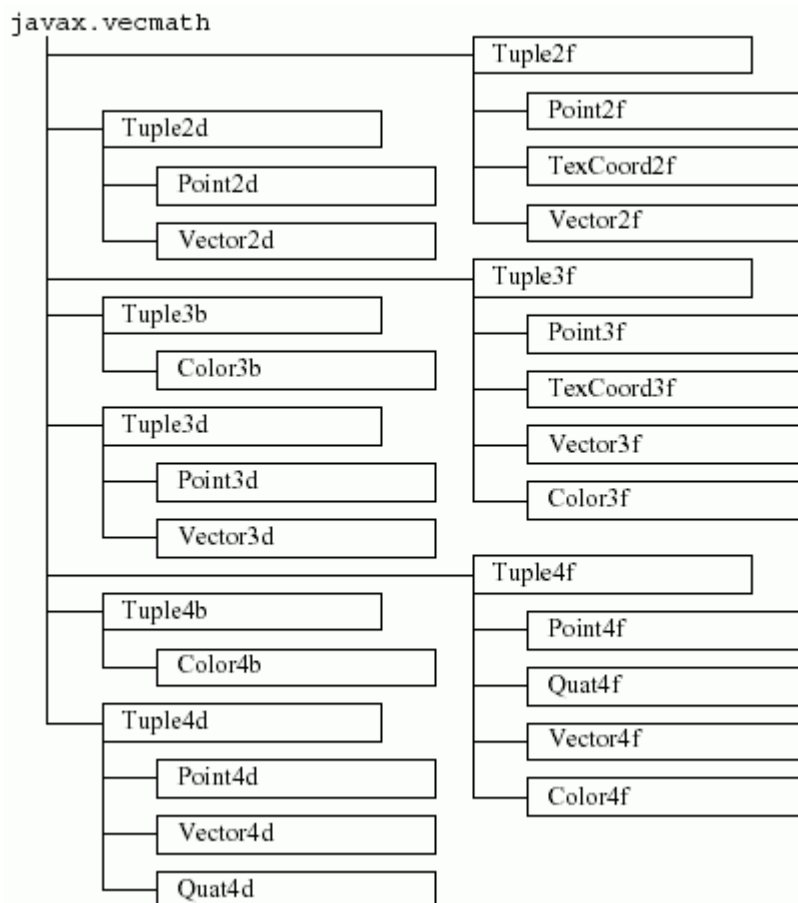 javax.vecmath
Tuple2f
Point2f
TexCoord2f
Vector2f
Tuple2d
Point2d
Vector2d
Tuple3f
Point3f
TexCoord3f
Vector3f
Color3f
Tuple3b
Color3b
Tuple3d
Point3d
Vector3d
Tuple4f
Point4f
Quat4f
Vector4f
Color4f
Tuple4b
Color4b
Tuple4d
Point4d
Vector4d
Quat4d